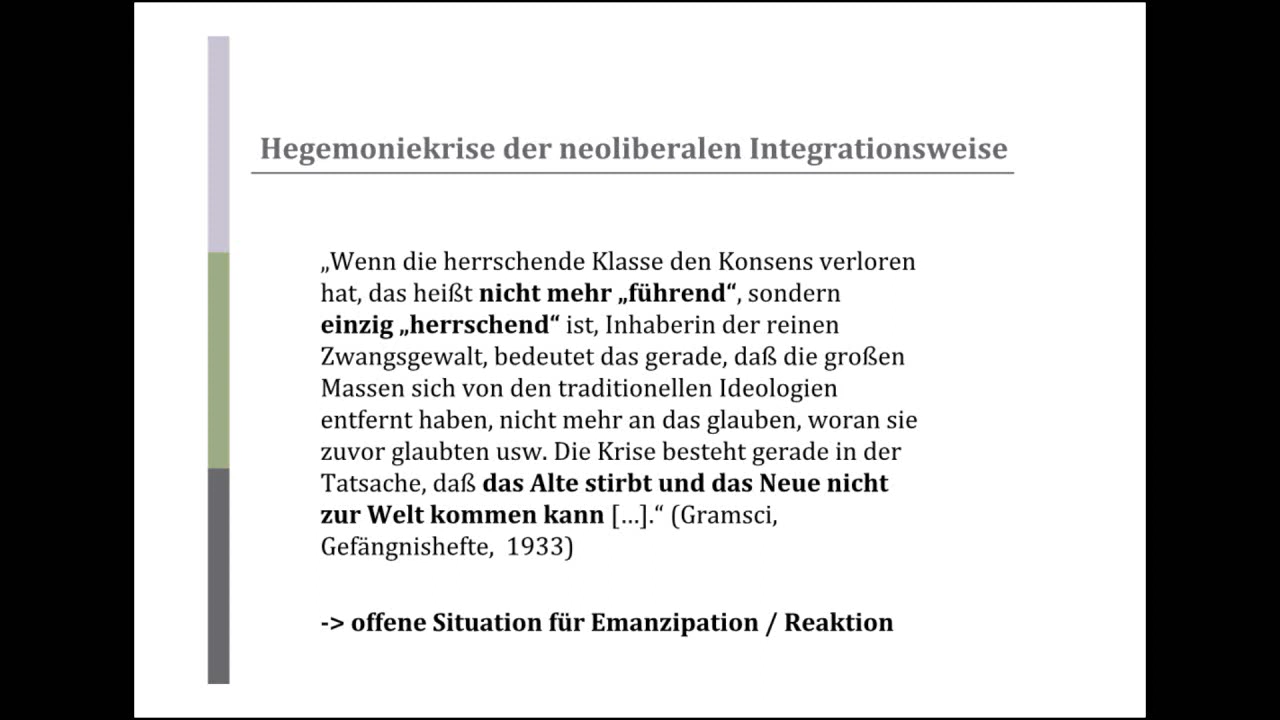 Hegemoniekrise der neoliberalen Integrationsweise
„Wenn die herrschende Klasse den Konsens verloren
hat, das heißt nicht mehr „führend“, sondern
einzig „herrschend“ ist, Inhaberin der reinen
Zwangsgewalt, bedeutet das gerade, daß die großen
Massen sich von den traditionellen Ideologien
entfernt haben, nicht mehr an das glauben, woran sie
zuvor glaubten usw. Die Krise besteht gerade in der
Tatsache, daß das Alte stirbt und das Neue nicht
zur Welt kommen kann [...].“ (Gramsci,
Gefängnishefte, 1933)
-> offene Situation für Emanzipation / Reaktion